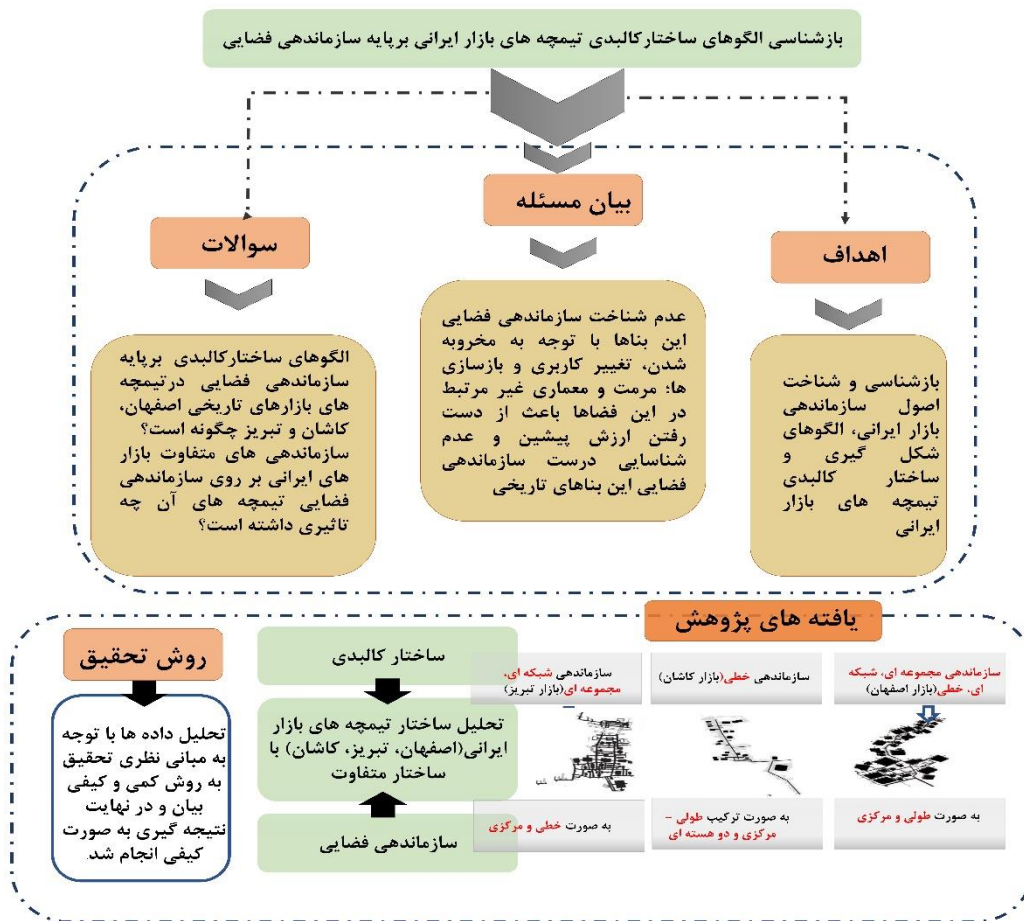 بازشناسی الگوهای ساختارکالبدی تیمچه های بازار ایرانی برپایه سازماندهی فضایی
اهداف
بازشناسی و شناخت
اصول سازماندهی
بازار ایرانی، الگوهای
شکل گیری و
ساختار کالبدی
تیمچه های بازار
ایرانی
بیان مسئله
عدم شناخت سازماندهی فضایی
این بناها با توجه به مخروبه
شدن، تغییر کاربری و بازسازی
ها؛ مرمت و معماری غیر مرتبط
در این فضاها باعث از دست
رفتن ارزش پیشین و عدم
شناسایی درست سازماندهی
فضایی این بناهای تاریخی
سوالات
الگوهای ساختارکالبدی برپایه
سازماندهی فضایی درتیمچه
های بازارهای تاریخی اصفهان،
کاشان و تبریز چگونه است؟
سازماندهی های متفاوت بازار
های ایرانی بر روی سازماندهی
فضایی تیمچه های آن چه
تاثیری داشته است؟
یافته های پژوهش
سازماندهی مجموعه ای، شبکه
ای، خطی(بازار اصفهان)
به صورت طولی و مرکزی
سازماندهی خطی(بازار کاشان)
به صورت ترکیب طولی -
مرکزی و دو هسته ای
سازماندهی شبکه ای،
مجموعه ای(بازار تبریز)
به صورت خطی و مرکزی
ساختار کالبدی
تحلیل ساختار تیمچه های بازار
ایرانی(اصفهان، تبریز، کاشان) با
ساختار متفاوت
سازماندهی فضایی
روش تحقیق
تحلیل داده ها با توجه
به مبانی نظری تحقیق
به روش کمی و کیفی
بیان و در نهایت
نتیجه گیری به صورت
کیفی انجام شد.